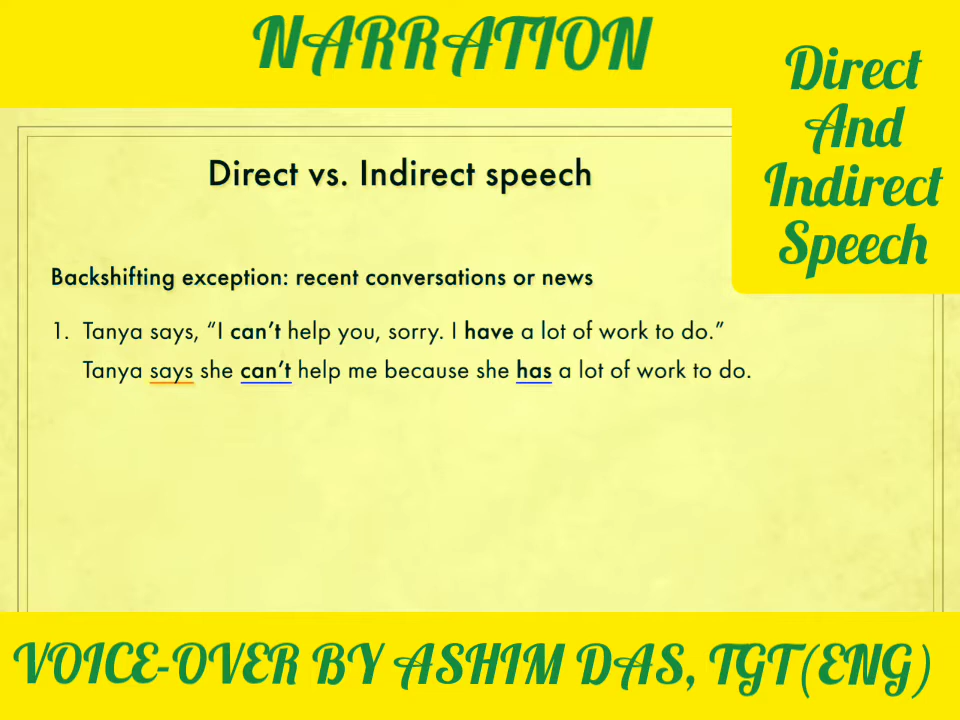 NARRATION
Direct
And
Indirect
Speech
Direct vs. Indirect speech
Backshifting exception: recent conversations or news
1. Tanya says, “I can’t help you, sorry. I have a lot of work to do.”
Tanya says she can’t help me because she has a lot of work to do.
VOICE-OVER BY ASHIM DAS, TGT(ENG)